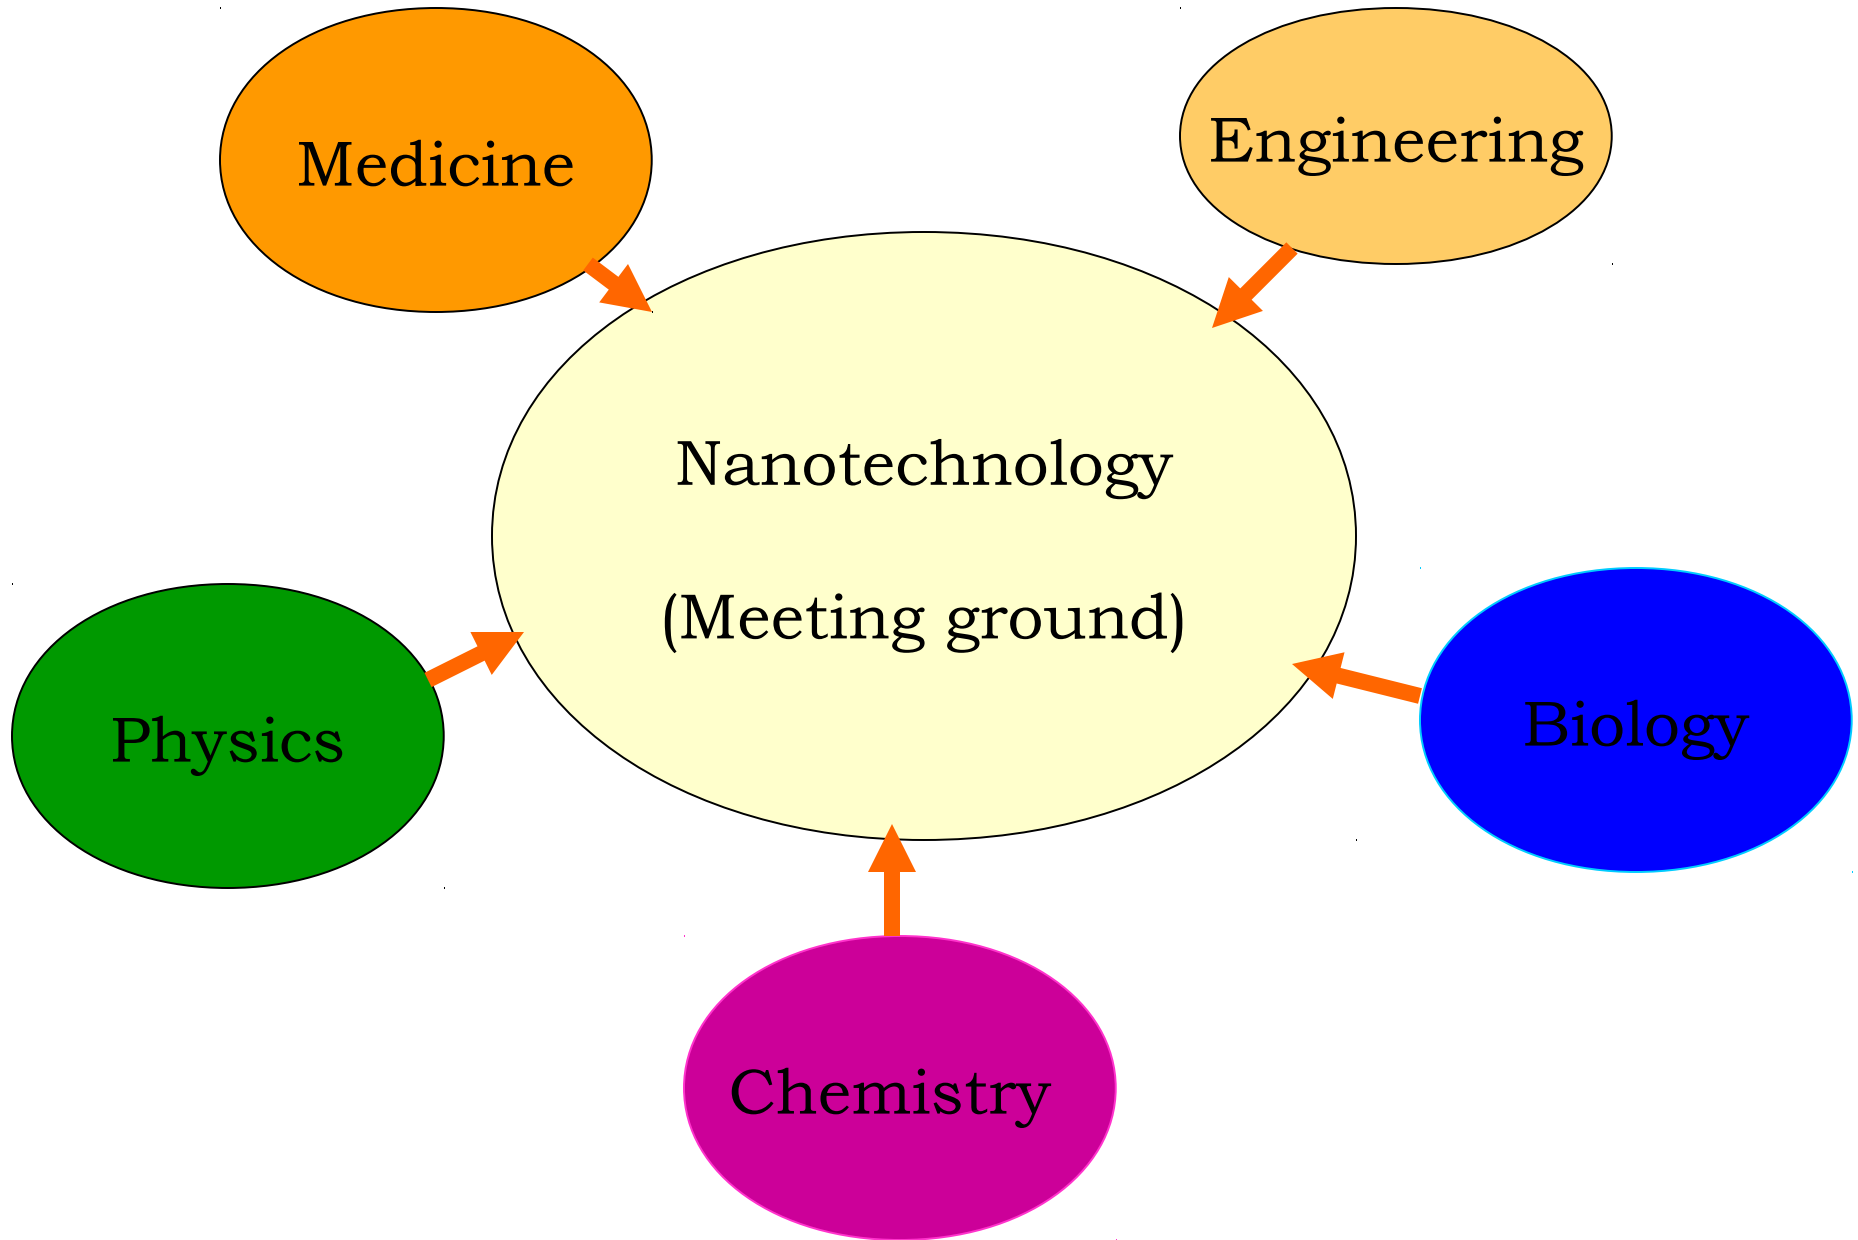 Medicine
Engineering
Nanotechnology
(Meeting ground)
Physics
Biology
Chemistry